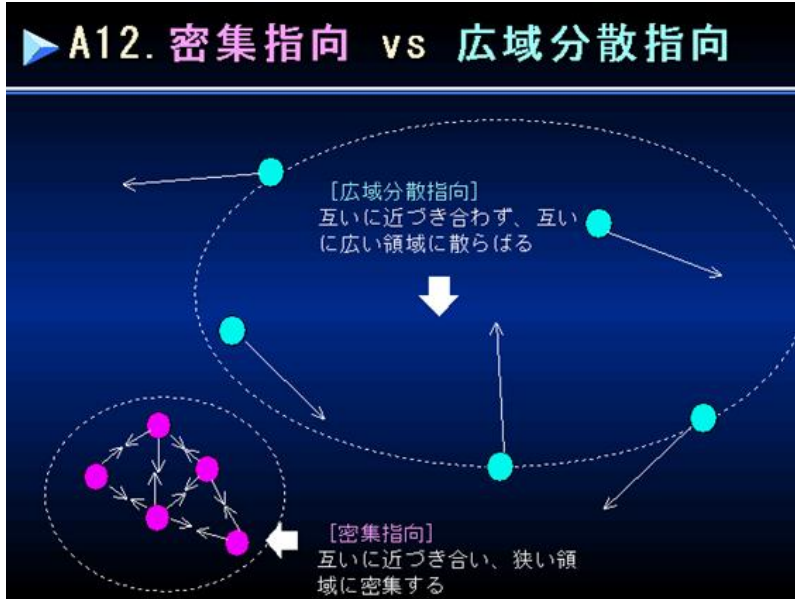 A12.密集指向 vs 広域分散指向
[広域分散指向]
互いに近づき合わず、互い
に広い領域に散らばる
[密集指向]
互いに近づき合い、狭い領
域に密集する